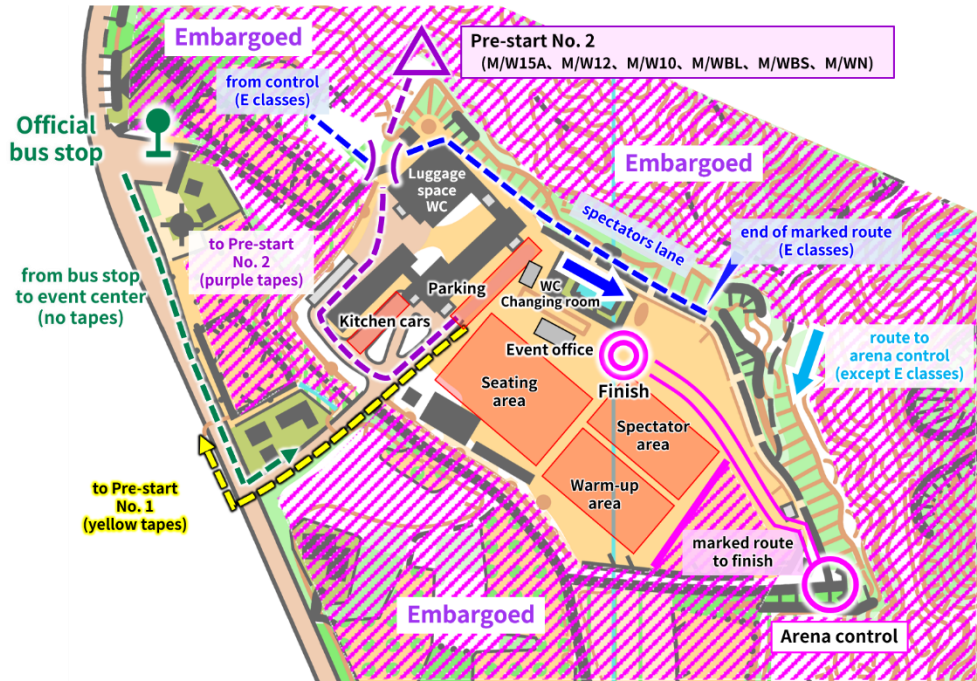 Embargoed
Pre-start No. 2
(M/W15A、M/W12、M/W10、M/WBL、M/WBS、M/WN)
from control
(E classes)
Official
bus stop
Embargoed
Luggage
space
WC
spectators lane
end of marked route
(E classes)
to Pre-start
No. 2
(purple tapes)
from bus stop
to event center
(no tapes)
Parking
WC
Changing room
Kitchen cars
Event office
route to
arena control
(except E classes)
Seating
area
Finish
Spectator
area
Warm-up
area
to Pre-start
No. 1
(yellow tapes)
marked route
to finish
Embargoed
Arena control